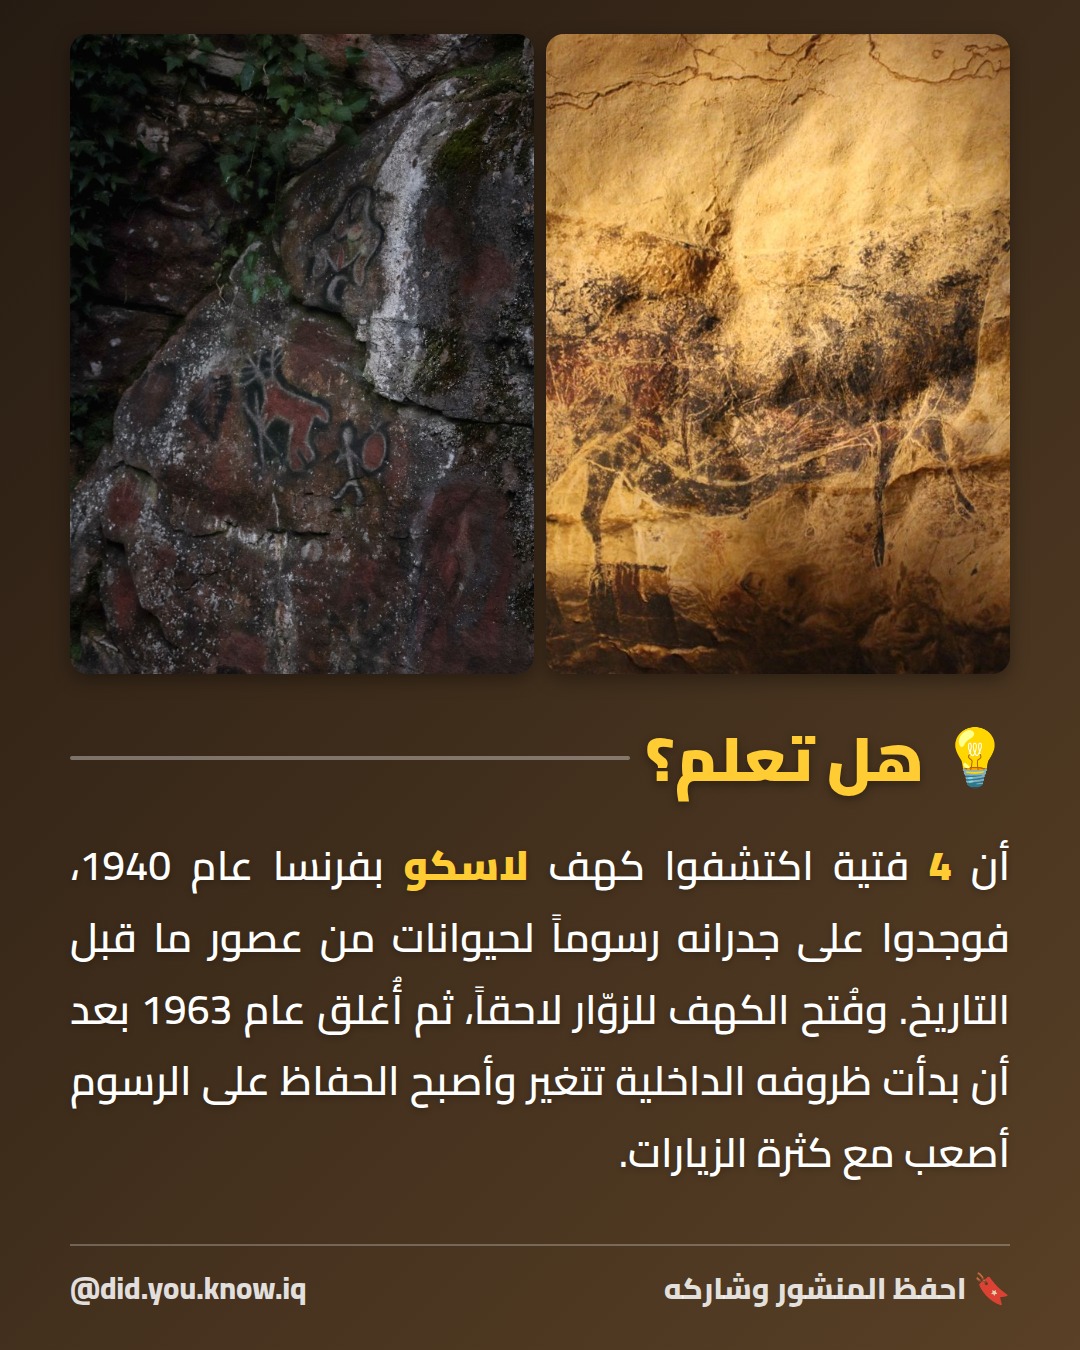 💡 هل تعلم؟
أن 4 فتية اكتشفوا كهف لاسكو بفرنسا عام 1940،
فوجدوا على جدرانه رسوماً لحيوانات من عصور ما قبل
التاريخ. وفُتح الكهف للزوّار لاحقاً، ثم أُغلق عام 1963 بعد
أن بدأت ظروفه الداخلية تتغير وأصبح الحفاظ على الرسوم
أصعب مع كثرة الزيارات.
🔖 احفظ المنشور وشاركه
@did.you.know.iq